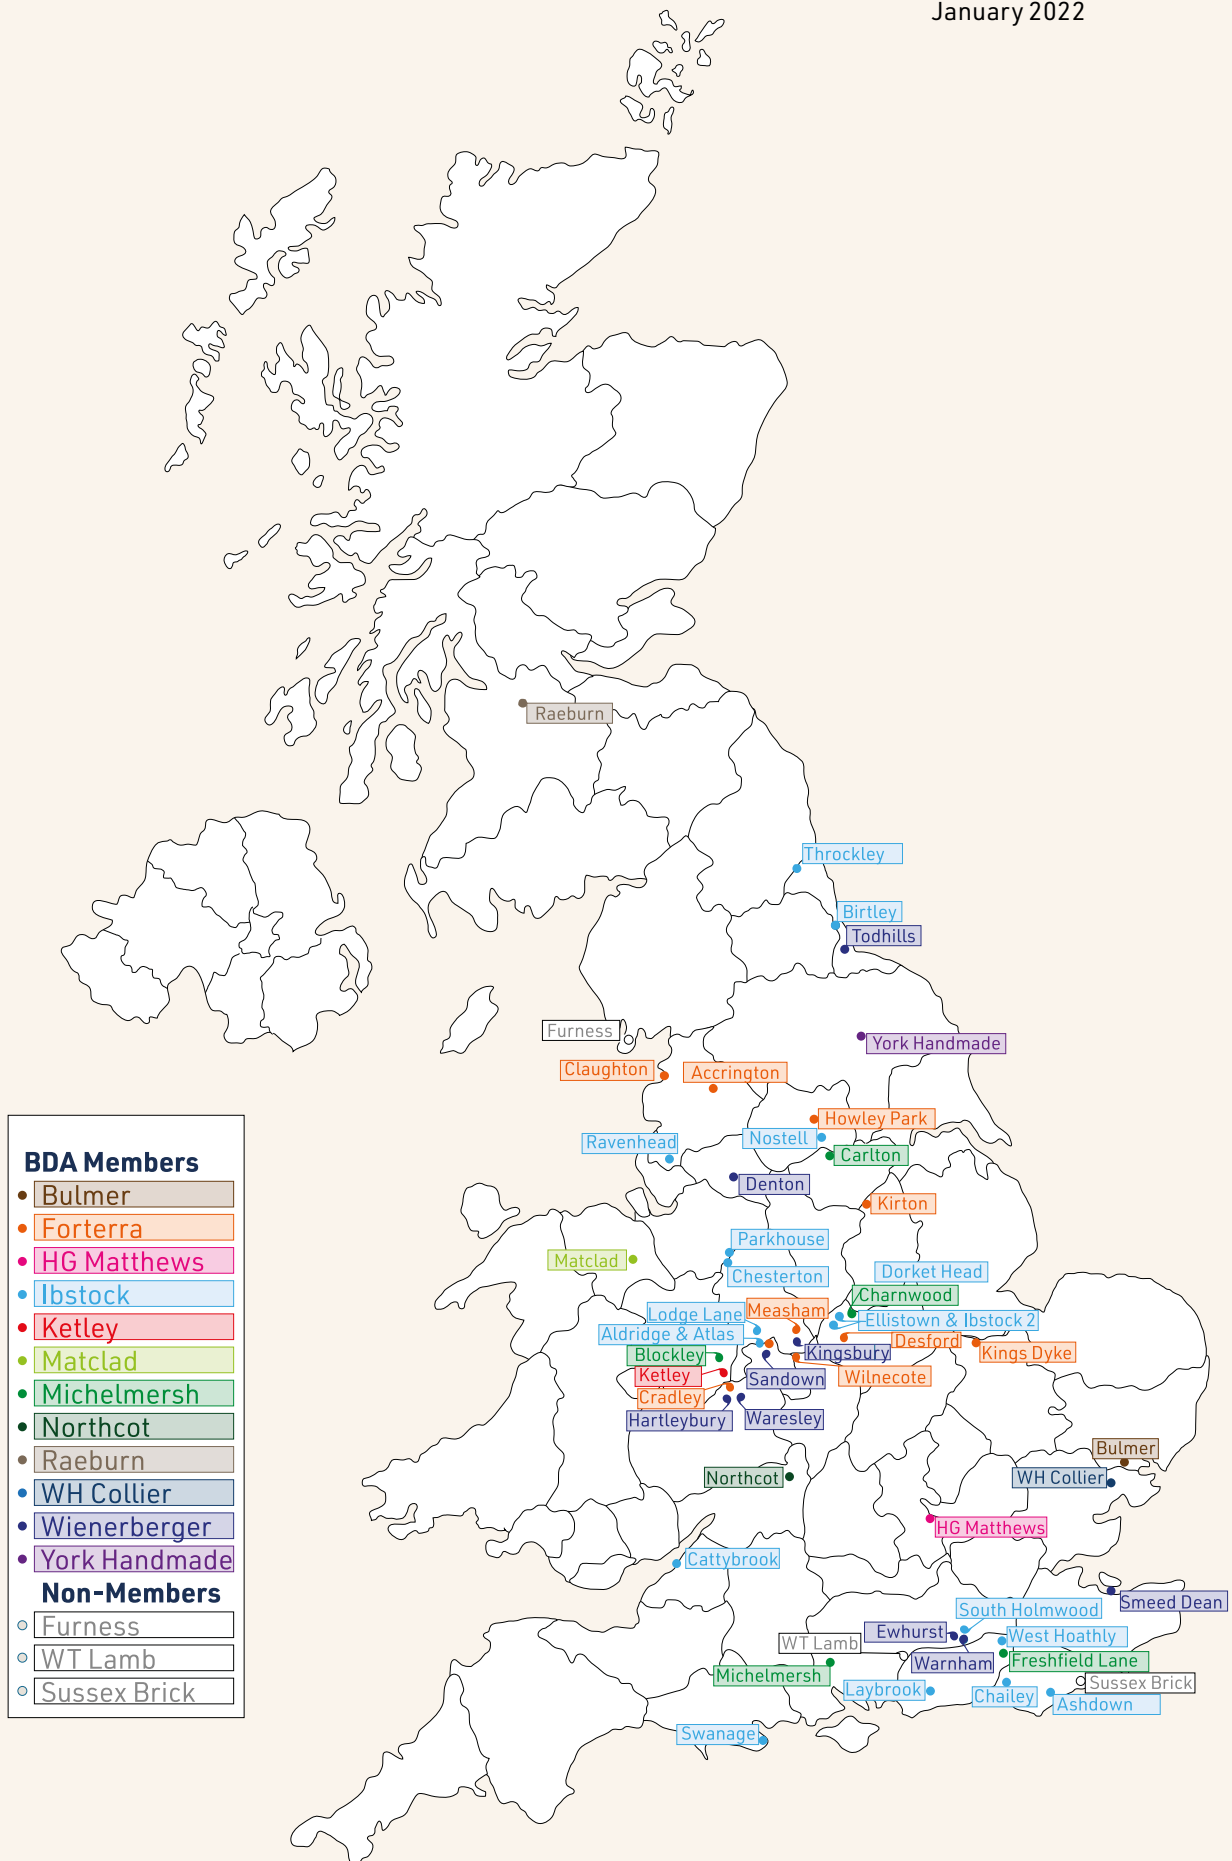 January 2022
Raeburn
Throckley
Birtley
Todhills
Furness
York Handmade
Claughton
Accrington
Howley Park
Nostell
Ravenhead
Carlton
Denton
Kirton
Parkhouse
Matclad
Chesterton
Dorket Head
Charnwood
Measham
Lodge Lane
Ellistown & Ibstock 2
Aldridge & Atlas
Desford
Kingsbury
Kings Dyke
Blockley
Ketley
Sandown
Wilnecote
Cradley
Hartleybury
Waresley
Bulmer
Northcot
WH Collier
HG Matthews
Cattybrook
Smeed Dean
South Holmwood
Ewhurst
West Hoathly
WT Lamb
Warnham
Freshfield Lane
Michelmersh
Sussex Brick
Laybrook
Chailey
Ashdown
Swanage
BDA Members
Bulmer
Forterra
HG Matthews
Ibstock
Ketley
Matclad
Michelmersh
Northcot
Raeburn
WH Collier
Wienerberger
York Handmade
Non-Members
Furness
WT Lamb
Sussex Brick